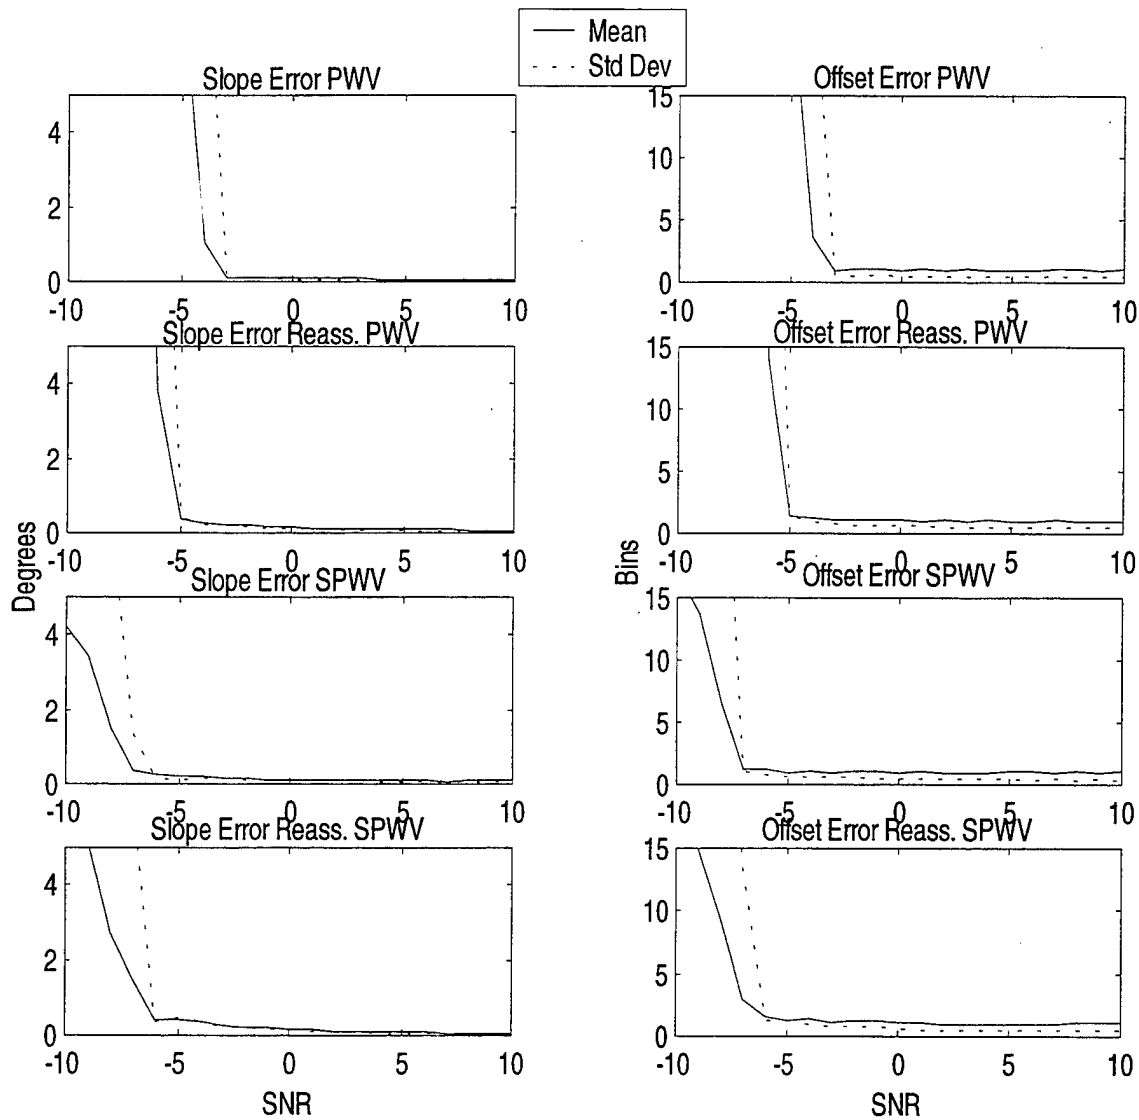 Mean
Std Dev
Slope Error PWV
Offset Error PWV
4
2
0
-10 -5 0 5 10
15
10
5
0
-10 -5 0 5 10
Slope Error Reass. PWV
Offset Error Reass. PWV
4
2
0
-10 -5 0 5 10
15
10
5
0
-10 -5 0 5 10
Degrees
Bins
Slope Error SPWV
Offset Error SPWV
4
2
0
-10 -5 0 5 10
15
10
5
0
-10 -5 0 5 10
Slope Error Reass. SPWV
Offset Error Reass. SPWV
4
2
0
-10 -5 0 5 10
15
10
5
0
-10 -5 0 5 10
SNR
SNR